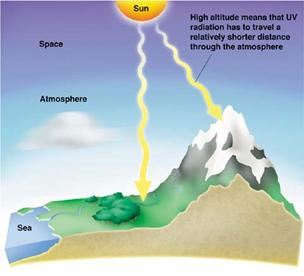 Sun
High altitude means that UV
radiation has to travel a
relatively shorter distance
through the atmosphere
Space
Atmosphere
Sea